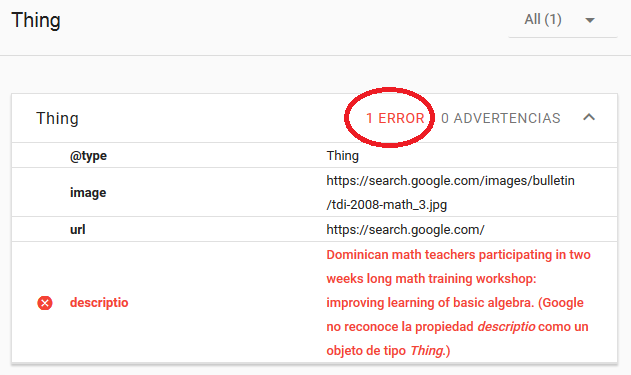 Thing
All (1)
Thing
1 ERROR
0 ADVERTENCIAS
@type
Thing
image
https://search.google.com/images/bulletin
/tdi-2008-math_3.jpg
url
https://search.google.com/
descriptio
Dominican math teachers participating in two
weeks long math training workshop:
improving learning of basic algebra. (Google
no reconoce la propiedad descriptio como un
objeto de tipo Thing.)